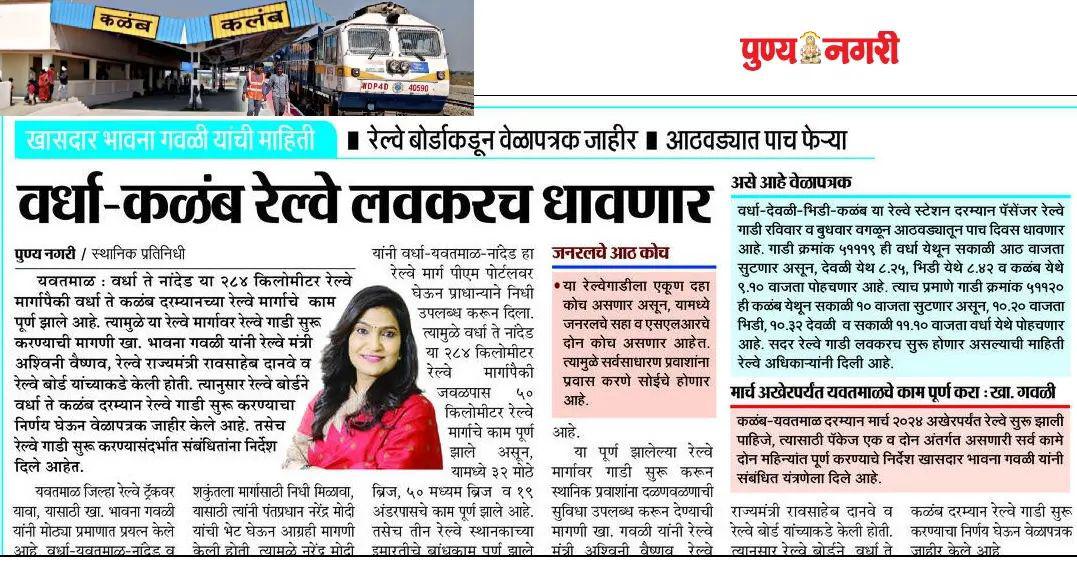 कळंब
कलंब
WDP4D 40590
पुण्य नगरी
खासदार भावना गवळी यांची माहिती
■ रेल्वे बोर्डाकडून वेळापत्रक जाहीर ■ आठवड्यात पाच फेऱ्या
वर्धा-कळंब रेल्वे लवकरच धावणार
पुण्य नगरी / स्थानिक प्रतिनिधी
यवतमाळ : वर्धा ते नांदेड या २८४ किलोमीटर रेल्वे
मार्गापैकी वर्धा ते कळंब दरम्यानच्या रेल्वे मार्गाचे काम
पूर्ण झाले आहे. त्यामुळे या रेल्वे मार्गावर रेल्वे गाडी सुरू
करण्याची मागणी खा. भावना गवळी यांनी रेल्वे मंत्री
अश्विनी वैष्णव, रेल्वे राज्यमंत्री रावसाहेब दानवे व
रेल्वे बोर्ड यांच्याकडे केली होती. त्यानुसार रेल्वे बोर्डाने
वर्धा ते कळंब दरम्यान रेल्वे गाडी सुरू करण्याचा
निर्णय घेऊन वेळापत्रक जाहीर केले आहे. तसेच
रेल्वे गाडी सुरू करण्यासंदर्भात संबंधितांना निर्देश
दिले आहेत.
यवतमाळ जिल्हा रेल्वे ट्रॅकवर
यावा, यासाठी खा. भावना गवळी
यांनी मोठ्या प्रमाणात प्रयत्न केले
आहे. वर्धा-यवतमाळ-नांदेड व
शकुंतला मार्गासाठी निधी मिळावा,
यासाठी त्यांनी पंतप्रधान नरेंद्र मोदी
यांची भेट घेऊन आग्रही मागणी
केली होती. त्यामुळे नरेंद्र मोदी
यांनी वर्धा-यवतमाळ-नांदेड हा
रेल्वे मार्ग पीएम पोर्टलवर
घेऊन प्राधान्याने निधी
उपलब्ध करून दिला.
त्यामुळे वर्धा ते नांदेड
या २८४ किलोमीटर
रेल्वे मार्गांपैकी
जवळपास ५०
किलोमीटर रेल्वे
मार्गाचे काम पूर्ण
झाले असून,
यामध्ये ३२ मोठे
ब्रिज, ५० मध्यम ब्रिज व १९
अंडरपासचे काम पूर्ण झाले आहे.
तसेच तीन रेल्वे स्थानकाच्या
इमारतीचे बांधकाम पूर्ण झाले
जनरलचे आठ कोच
• या रेल्वेगाडीला एकूण दहा
कोच असणार असून, यामध्ये
जनरलचे सहा व एसएलआरचे
दोन कोच असणार आहेत.
त्यामुळे सर्वसाधारण प्रवाशांना
प्रवास करणे सोईचे होणार
आहे.
आहे.
या पूर्ण झालेल्या रेल्वे
मार्गावर गाडी सुरू करून
स्थानिक प्रवाशांना दळणवळणाची
सुविधा उपलब्ध करून देण्याची
मागणी खा. गवळी यांनी रेल्वे
मंत्री अश्विनी वैष्णव, रेल्वे
असे आहे वेळापत्रक
वर्धा-देवळी-भिडी-कळंब या रेल्वे स्टेशन दरम्यान पॅसेंजर रेल्वे
गाडी रविवार व बुधवार वगळून आठवड्यातून पाच दिवस धावणार
आहे. गाडी क्रमांक ५१११९ ही वर्धा येथून सकाळी आठ वाजता
सुटणार असून, देवळी येथे ८.२५, भिडी येथे ८.४२ व कळंब येथे
९.१० वाजता पोहचणार आहे. त्याच प्रमाणे गाडी क्रमांक ५११२०
ही कळंब येथून सकाळी १० वाजता सुटणार असून, १०.२० वाजता
भिडी, १०.३२ देवळी व सकाळी ११.१० वाजता वर्धा येथे पोहचणार
आहे. सदर रेल्वे गाडी लवकरच सुरू होणार असल्याची माहिती
रेल्वे अधिकाऱ्यांनी दिली आहे.
मार्च अखेरपर्यंत यवतमाळचे काम पूर्ण करा : खा. गवळी
कळंब-यवतमाळ दरम्यान मार्च २०२४ अखेरपर्यंत रेल्वे सुरू झाली
पाहिजे, त्यासाठी पॅकेज एक व दोन अंतर्गत असणारी सर्व कामे
दोन महिन्यांत पूर्ण करण्याचे निर्देश खासदार भावना गवळी यांनी
संबंधित यंत्रणेला दिले आहे.
राज्यमंत्री रावसाहेब दानवे व
रेल्वे बोर्ड यांच्याकडे केली होती.
त्यानुसार रेल्वे बोर्डाने वर्धा ते
कळंब दरम्यान रेल्वे गाडी सुरू
करण्याचा निर्णय घेऊन वेळापत्रक
जाहीर केले आहे